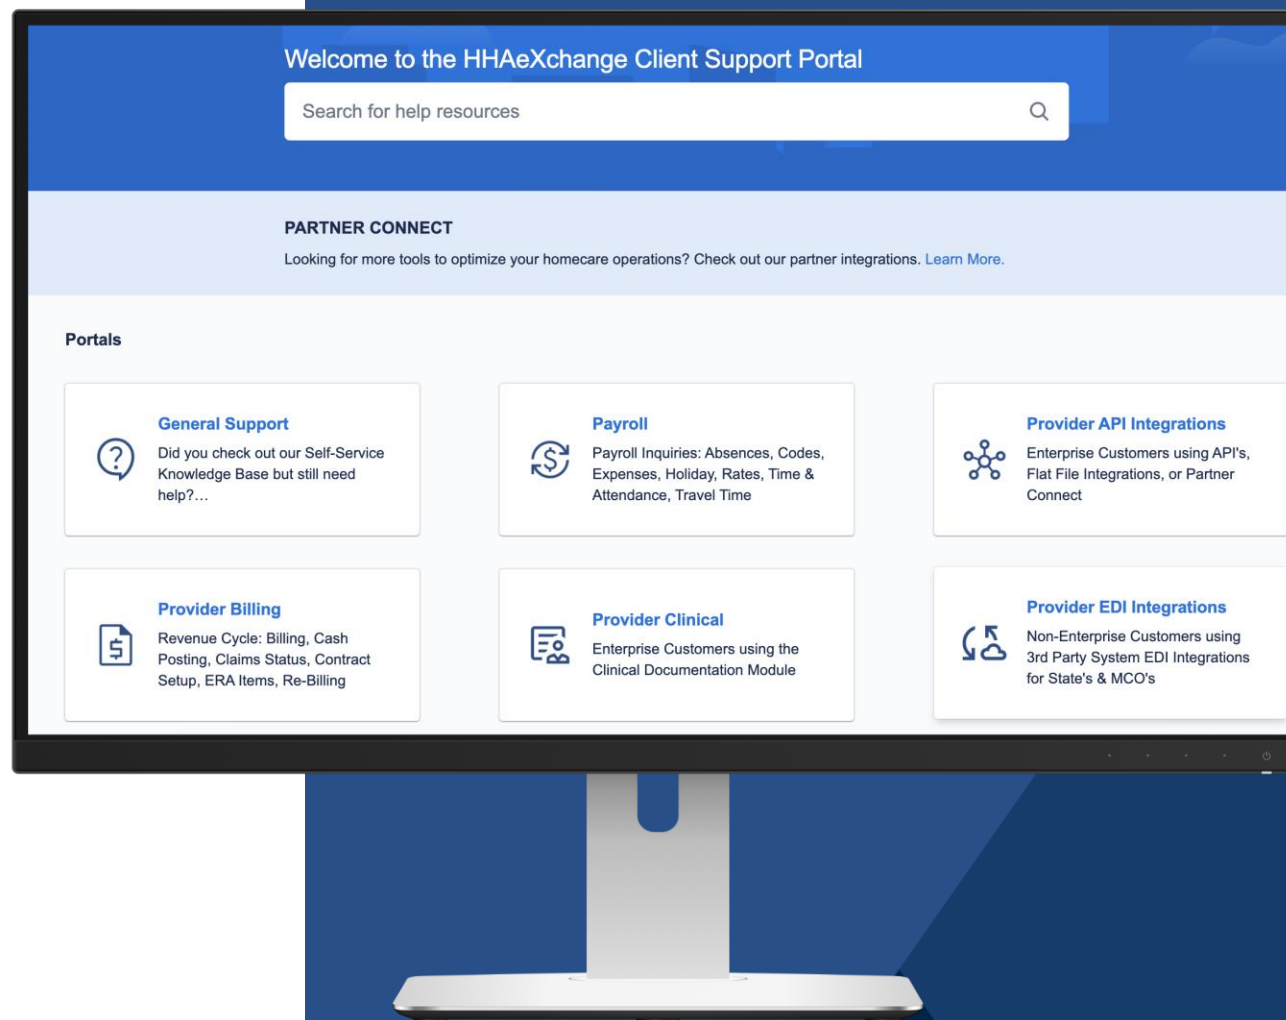 Welcome to the HHAeXchange Client Support Portal
Search for help resources
PARTNER CONNECT
Looking for more tools to optimize your homecare operations? Check out our partner integrations. Learn More.
Portals
General Support
Did you check out our Self-Service
Knowledge Base but still need
help?...
Payroll
Payroll Inquiries: Absences, Codes,
Expenses, Holiday, Rates, Time &
Attendance, Travel Time
Provider API Integrations
Enterprise Customers using API's,
Flat File Integrations, or Partner
Connect
Provider Billing
Revenue Cycle: Billing, Cash
Posting, Claims Status, Contract
Setup, ERA Items, Re-Billing
Provider Clinical
Enterprise Customers using the
Clinical Documentation Module
Provider EDI Integrations
Non-Enterprise Customers using
3rd Party System EDI Integrations
for State's & MCO's